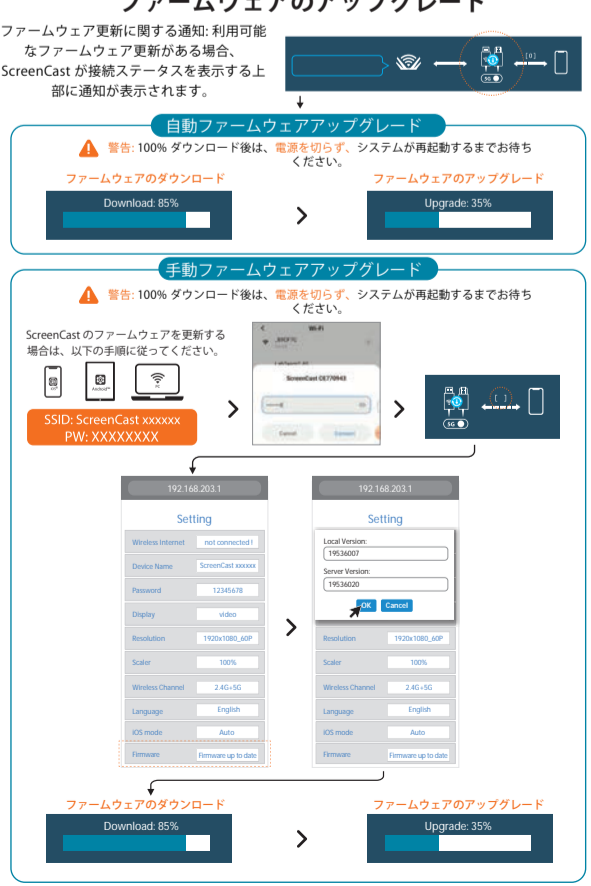 ファームウェアのアップグレード
ファームウェア更新に関する通知: 利用可能
なファームウェア更新がある場合、
ScreenCast が接続ステータスを表示する上
部に通知が表示されます。
5G
自動ファームウェアアップグレード
警告: 100% ダウンロード後は、電源を切らず、システムが再起動するまでお待ち
ください。
ファームウェアのダウンロード
ファームウェアのアップグレード
Download: 85%
Upgrade: 35%
手動ファームウェアアップグレード
警告: 100% ダウンロード後は、電源を切らず、システムが再起動するまでお待ち
ください。
ScreenCast のファームウェアを更新する
場合は、以下の手順に従ってください。
Android
PC
SSID: ScreenCast xxxxxx
PW: XXXXXXXX
Wi-Fi
ScreenCast CE770943
Cancel
Connect
5G
192.168.203.1
Setting
Wireless Internet not connected !
Device Name ScreenCast xxxxxx
Password 12345678
Display video
Resolution 1920x1080_60P
Scaler 100%
Wireless Channel 2.4G+5G
Language English
iOS mode Auto
Firmware Firmware up to date
192.168.203.1
Setting
Local Version:
19536007
Server Version:
19536020
OK Cancel
Resolution 1920x1080_60P
Scaler 100%
Wireless Channel 2.4G+5G
Language English
iOS mode Auto
Firmware Firmware up to date
ファームウェアのダウンロード
ファームウェアのアップグレード
Download: 85%
Upgrade: 35%